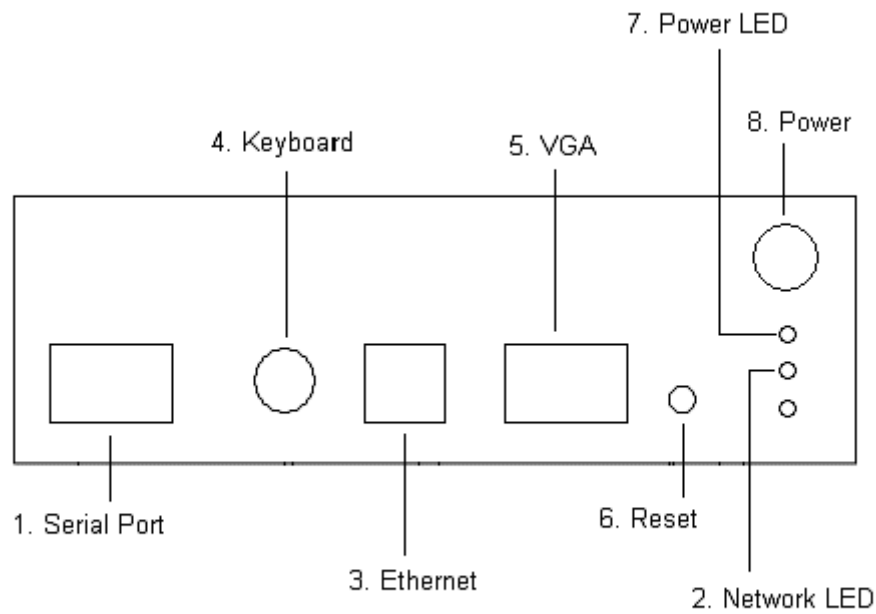 7. Power LED
8. Power
4. Keyboard
5. VGA
1. Serial Port
6. Reset
3. Ethernet
2. Network LED